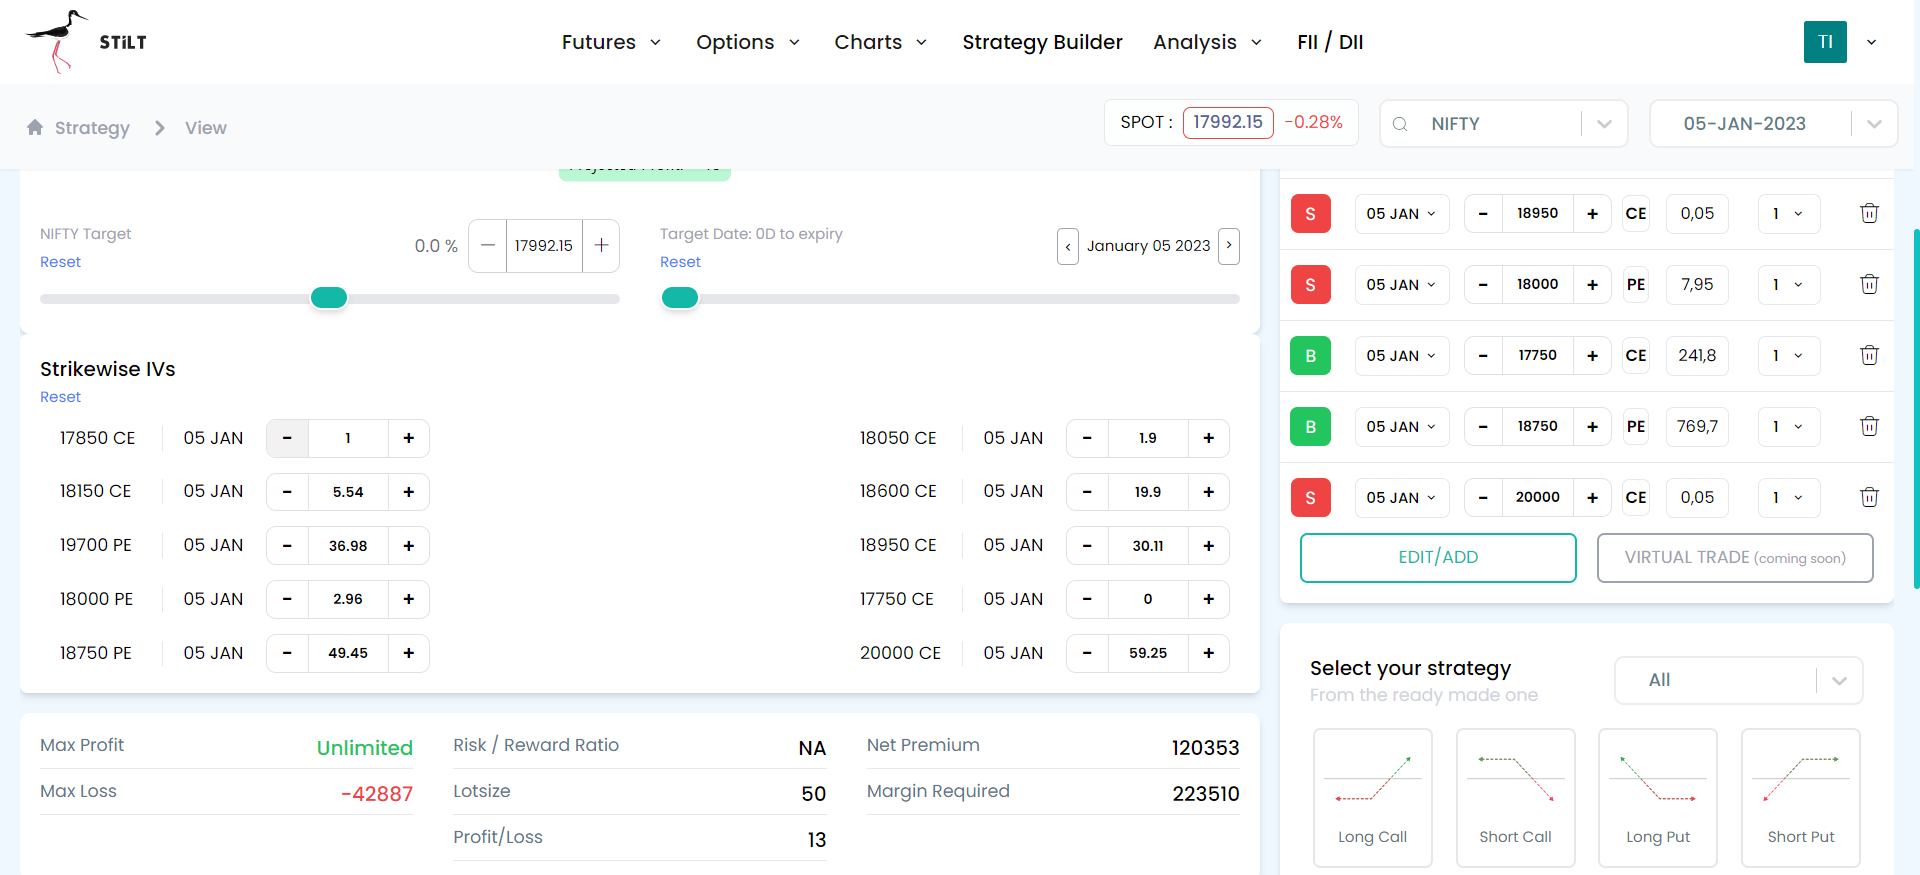 STiLT
Futures Options Charts Strategy Builder Analysis FII / DII
TI
Strategy View
SPOT : 17992.15 -0.28% NIFTY 05-JAN-2023
NIFTY Target
Reset
0.0 % 17992.15
Target Date: 0D to expiry
Reset
January 05 2023
Strikewise IVs
Reset
17850 CE 05 JAN - 1 +
18050 CE 05 JAN - 1.9 +
18150 CE 05 JAN - 5.54 +
18600 CE 05 JAN - 19.9 +
19700 PE 05 JAN - 36.98 +
18950 CE 05 JAN - 30.11 +
18000 PE 05 JAN - 2.96 +
17750 CE 05 JAN - 0 +
18750 PE 05 JAN - 49.45 +
20000 CE 05 JAN - 59.25 +
Max Profit Unlimited
Max Loss -42887
Risk / Reward Ratio NA
Lotsize 50
Profit/Loss 13
Net Premium 120353
Margin Required 223510
S 05 JAN - 18950 + CE 0,05 1
S 05 JAN - 18000 + PE 7,95 1
B 05 JAN - 17750 + CE 241,8 1
B 05 JAN - 18750 + PE 769,7 1
S 05 JAN - 20000 + CE 0,05 1
EDIT/ADD
VIRTUAL TRADE (coming soon)
Select your strategy
From the ready made one
All
Long Call
Short Call
Long Put
Short Put